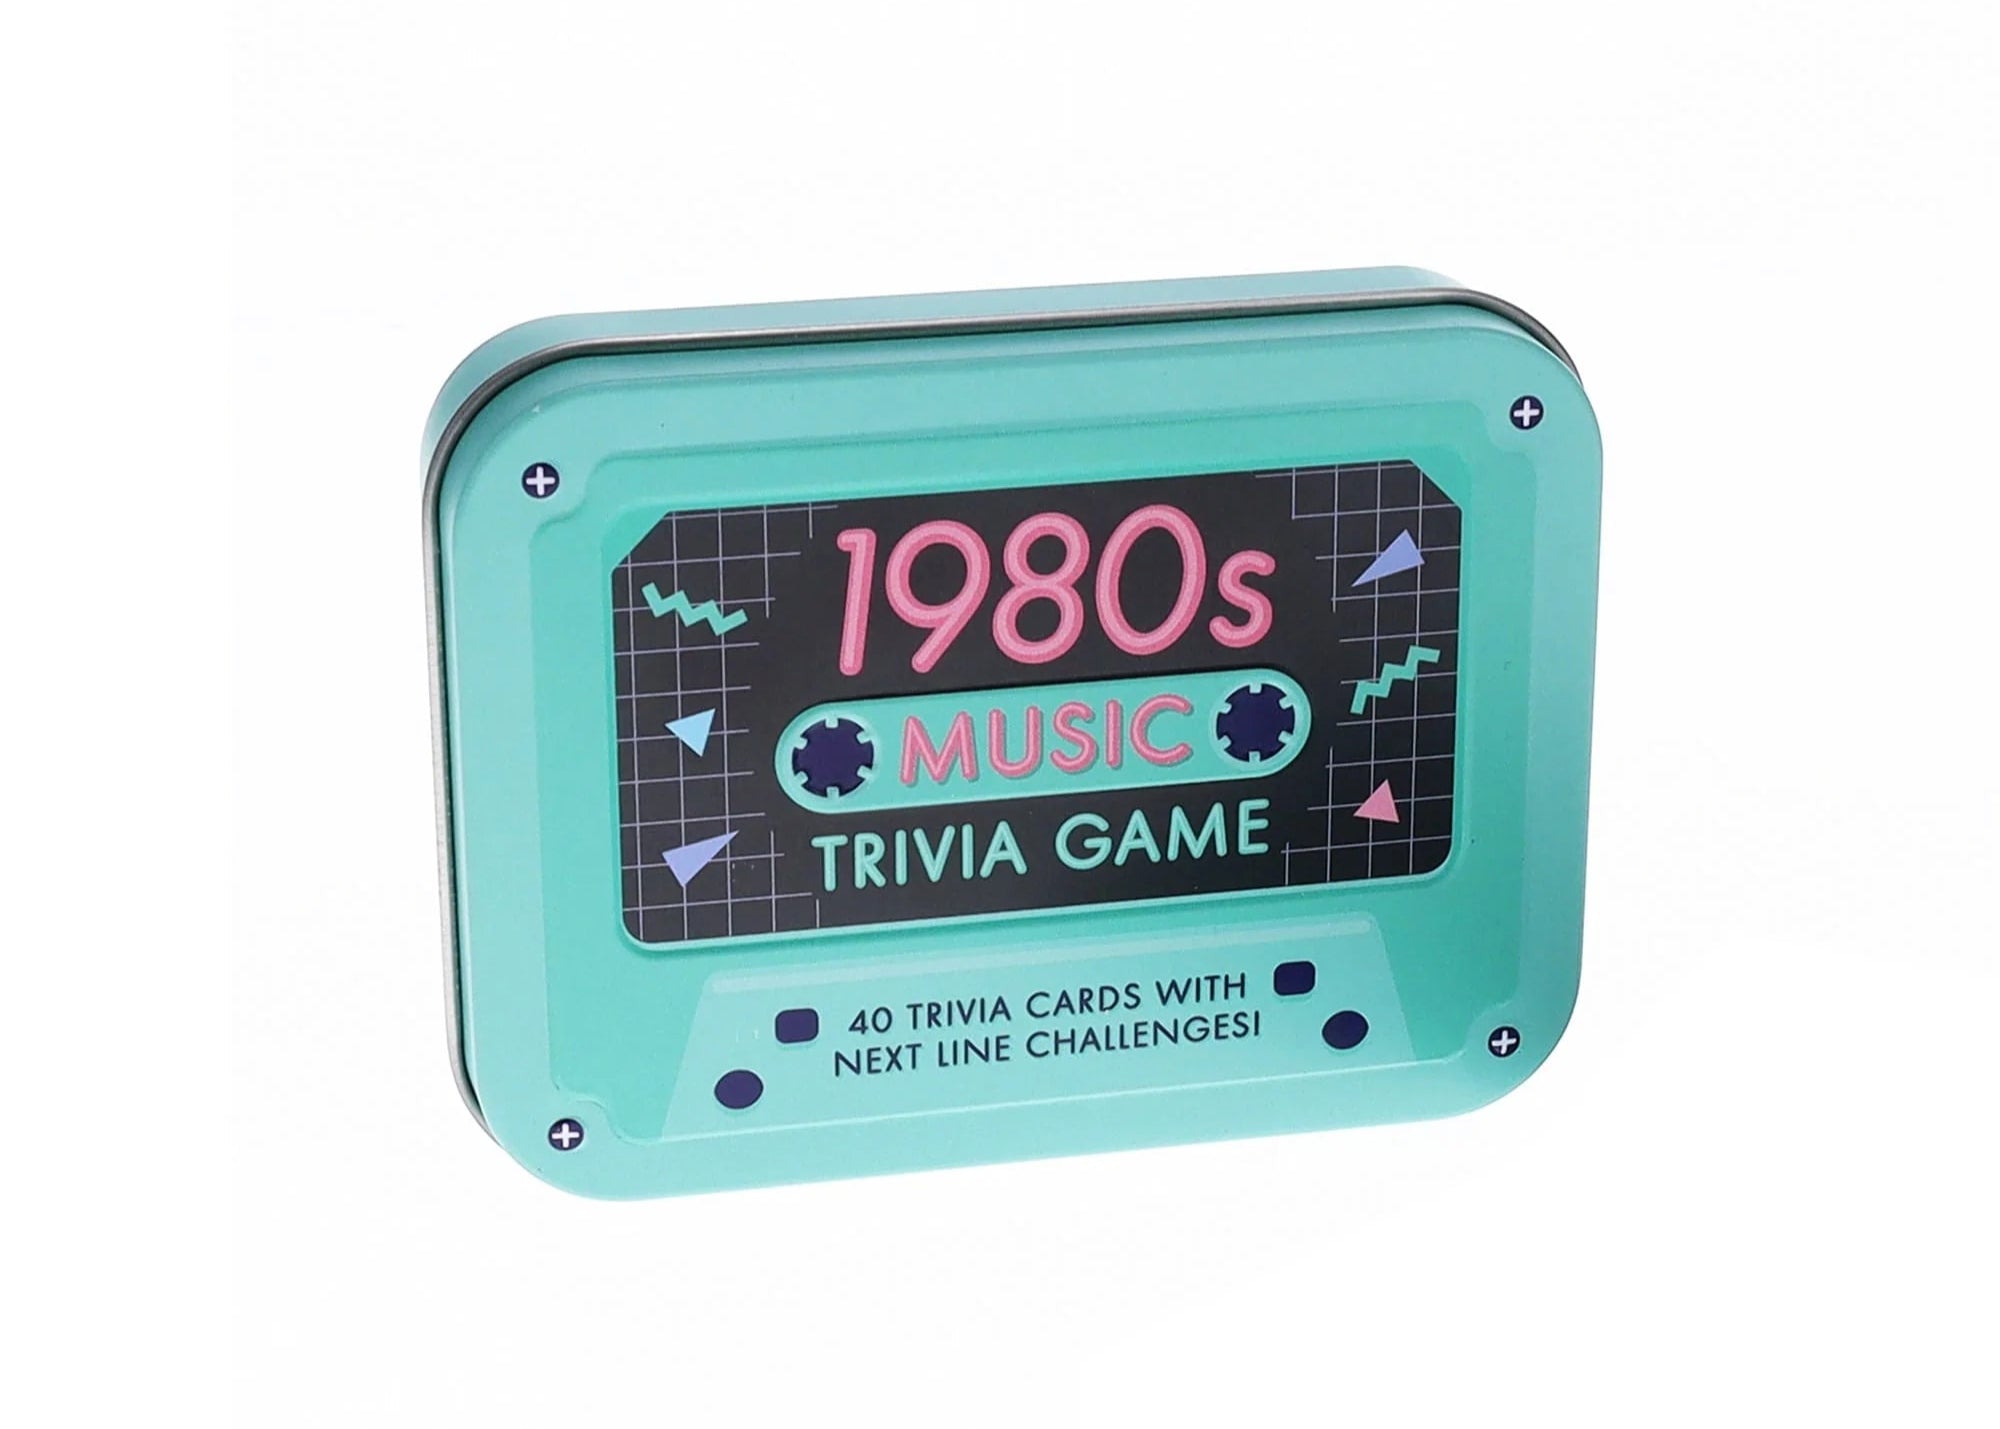 1980s
MUSIC
TRIVIA GAME
40 TRIVIA CARDS WITH
NEXT LINE CHALLENGES!